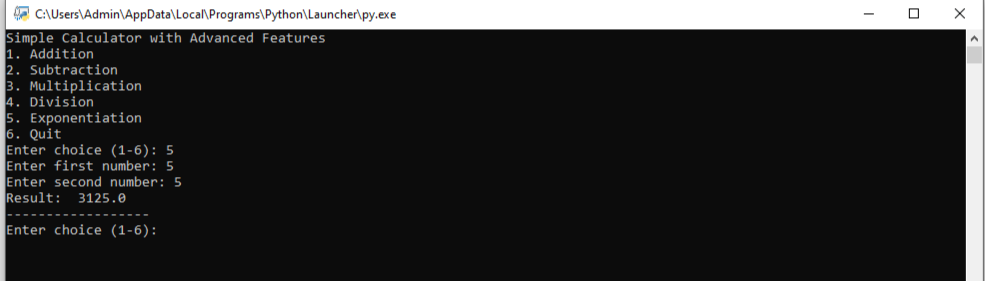 C:\Users\Admin\AppData\Local\Programs\Python\Launcher\py.exe
Simple Calculator with Advanced Features
1. Addition
2. Subtraction
3. Multiplication
4. Division
5. Exponentiation
6. Quit
Enter choice (1-6): 5
Enter first number: 5
Enter second number: 5
Result:  3125.0
------------------
Enter choice (1-6):